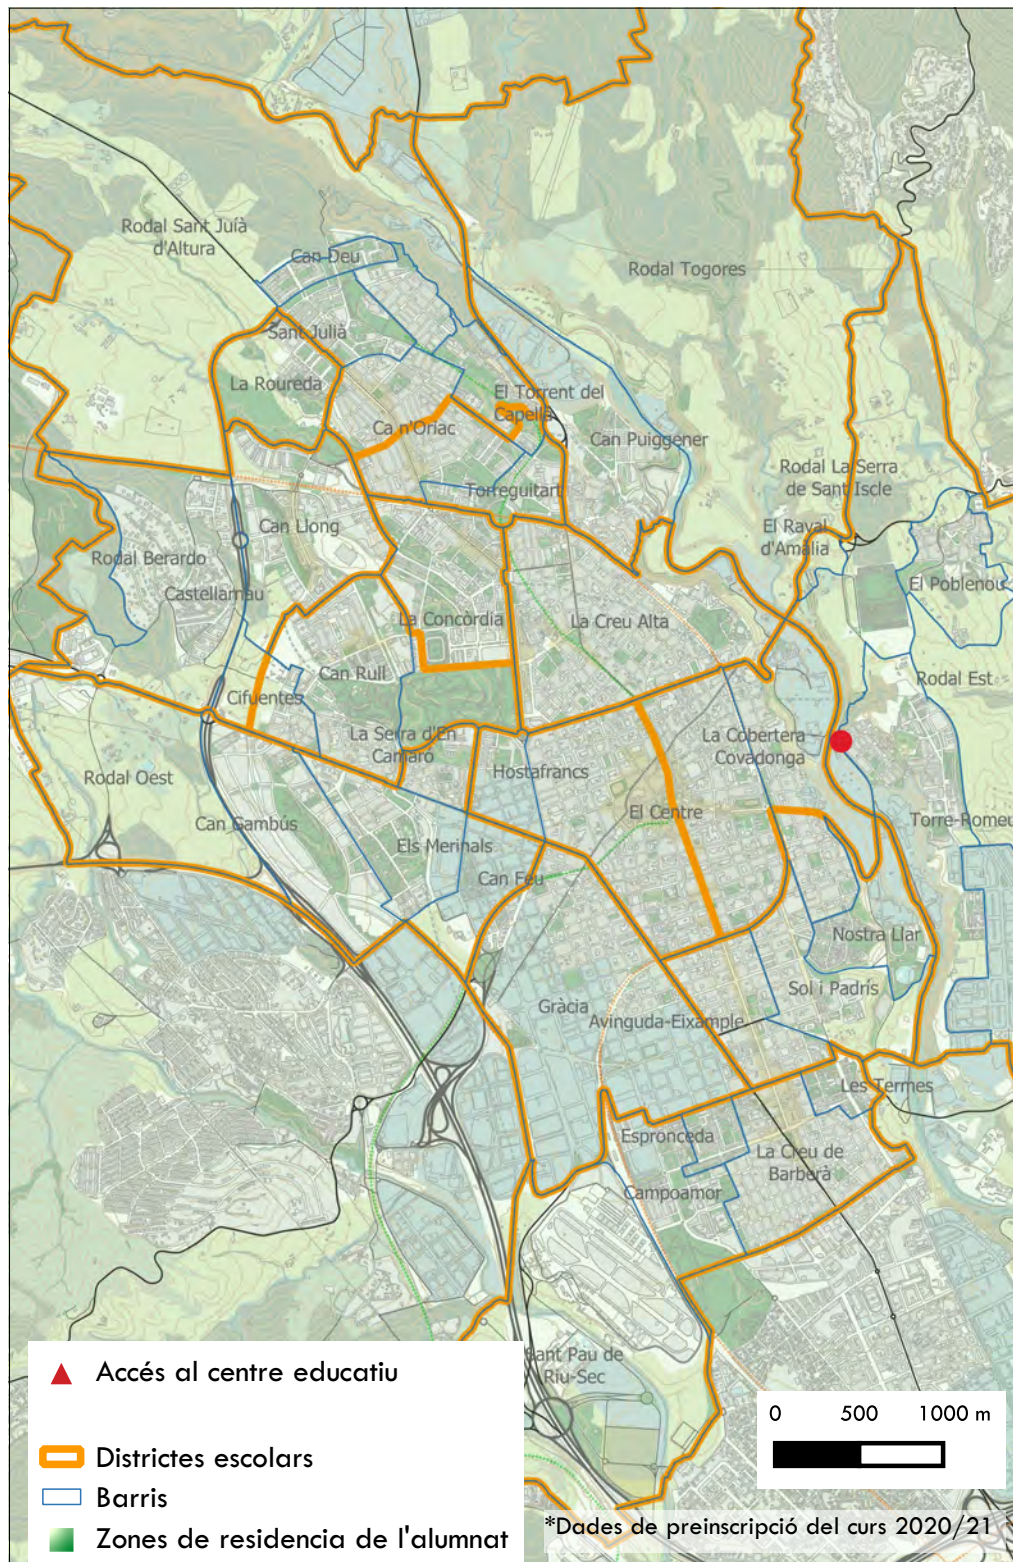 Rodal Sant Juíà
d'Altura
Can Deu
Rodal Togores
Sant Julià
La Roureda
El Torrent del
Capellà
Ca n'Oriac
Can Puiggener
Rodal La Serra
de Sant Iscle
Torreguitart
Can Llong
El Raval
d'Amàlia
Rodal Berardo
El Poblenou
Castellarnau
La Concòrdia
La Creu Alta
Can Rull
Rodal Est
Cifuentes
La Serra d'En
Camaró
La Cobertera
Covadonga
Rodal Oest
Hostafrancs
El Centre
Can Gambús
Torre-Romeu
Els Merinals
Can Feu
Nostra Llar
Sol i Padrís
Gràcia
Avinguda-Eixample
Les Termes
Espronceda
La Creu de
Barberà
Campoamor
Sant Pau de
Riu-Sec
Accés al centre educatiu
Districtes escolars
Barris
Zones de residencia de l'alumnat
0 500 1000 m
*Dades de preinscripció del curs 2020/21